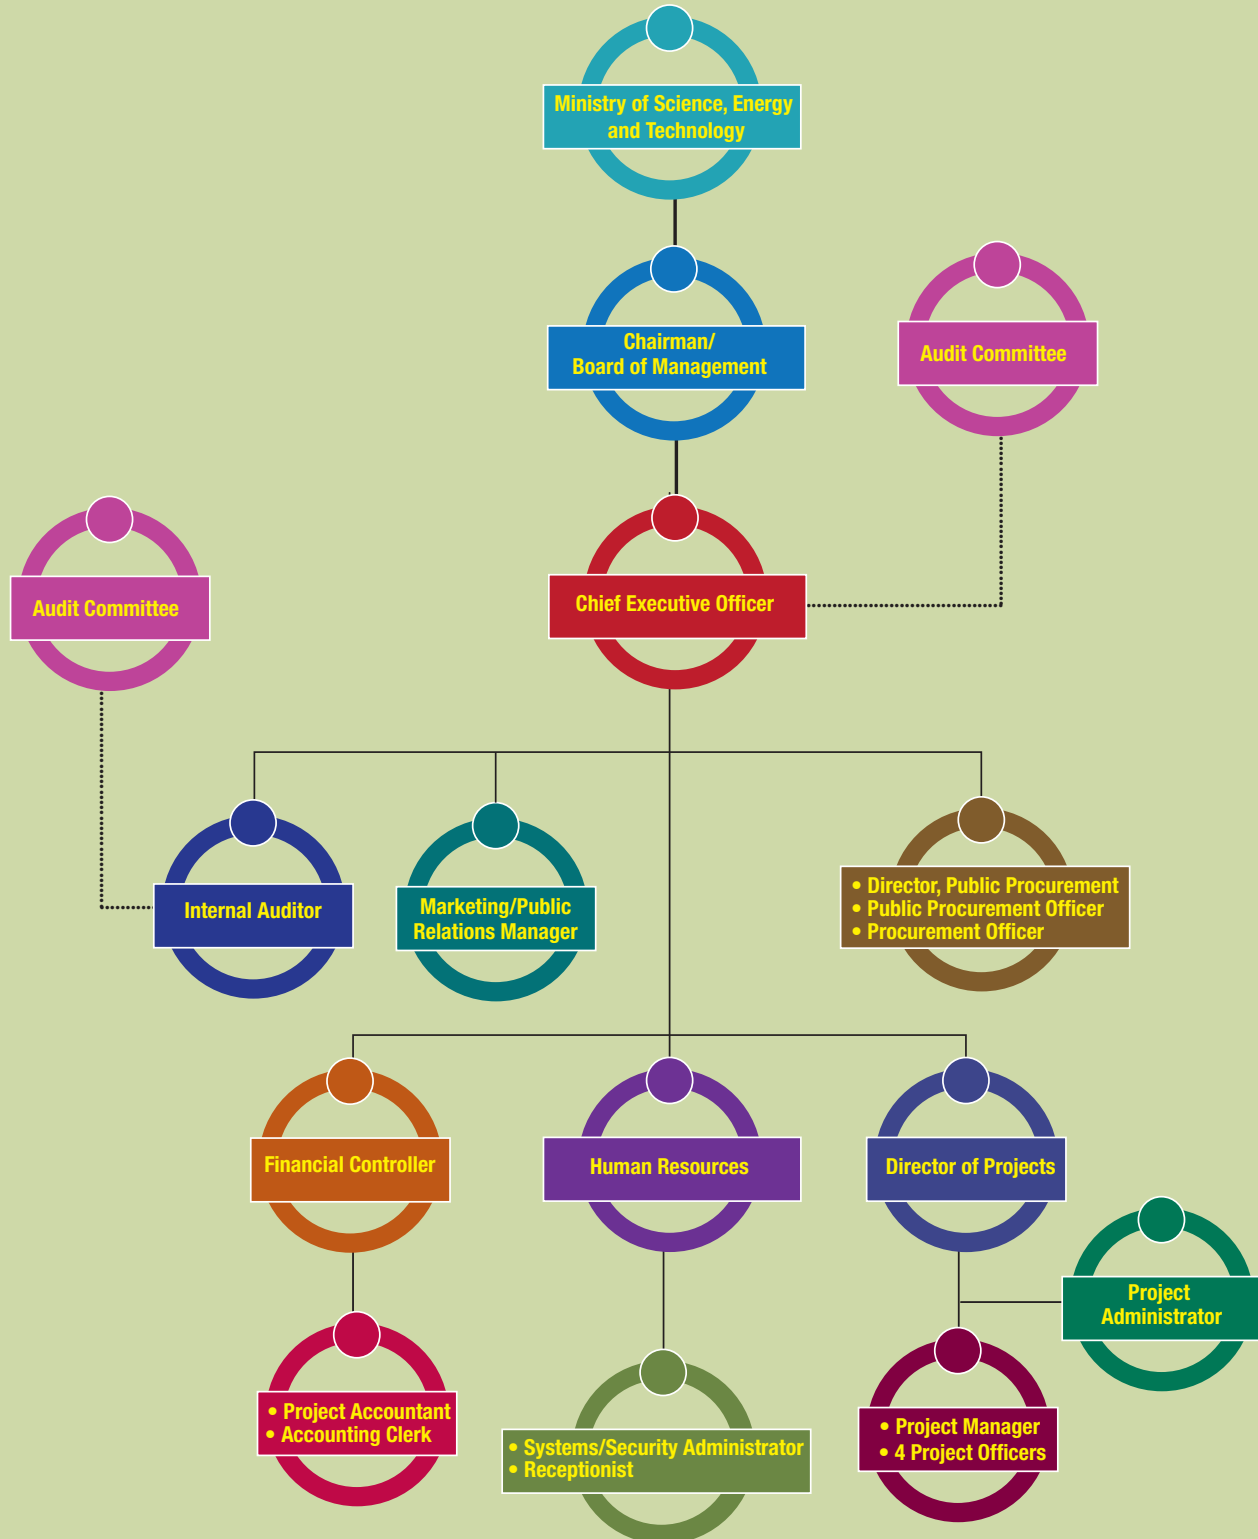 Ministry of Science, Energy
and Technology
Chairman/
Board of Management
Audit Committee
Audit Committee
Chief Executive Officer
Internal Auditor
Marketing/Public
Relations Manager
• Director, Public Procurement
• Public Procurement Officer
• Procurement Officer
Financial Controller
Human Resources
Director of Projects
Project
Administrator
• Project Accountant
• Accounting Clerk
• Systems/Security Administrator
• Receptionist
• Project Manager
• 4 Project Officers